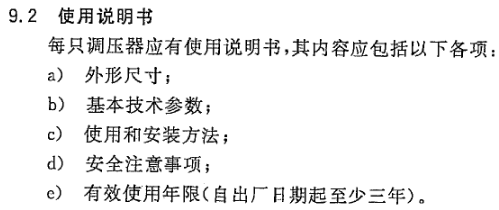 9.2 使用说明书
每只调压器应有使用说明书,其内容应包括以下各项:
a) 外形尺寸;
b) 基本技术参数;
c) 使用和安装方法;
d) 安全注意事项;
e) 有效使用年限(自出厂日期起至少三年)。